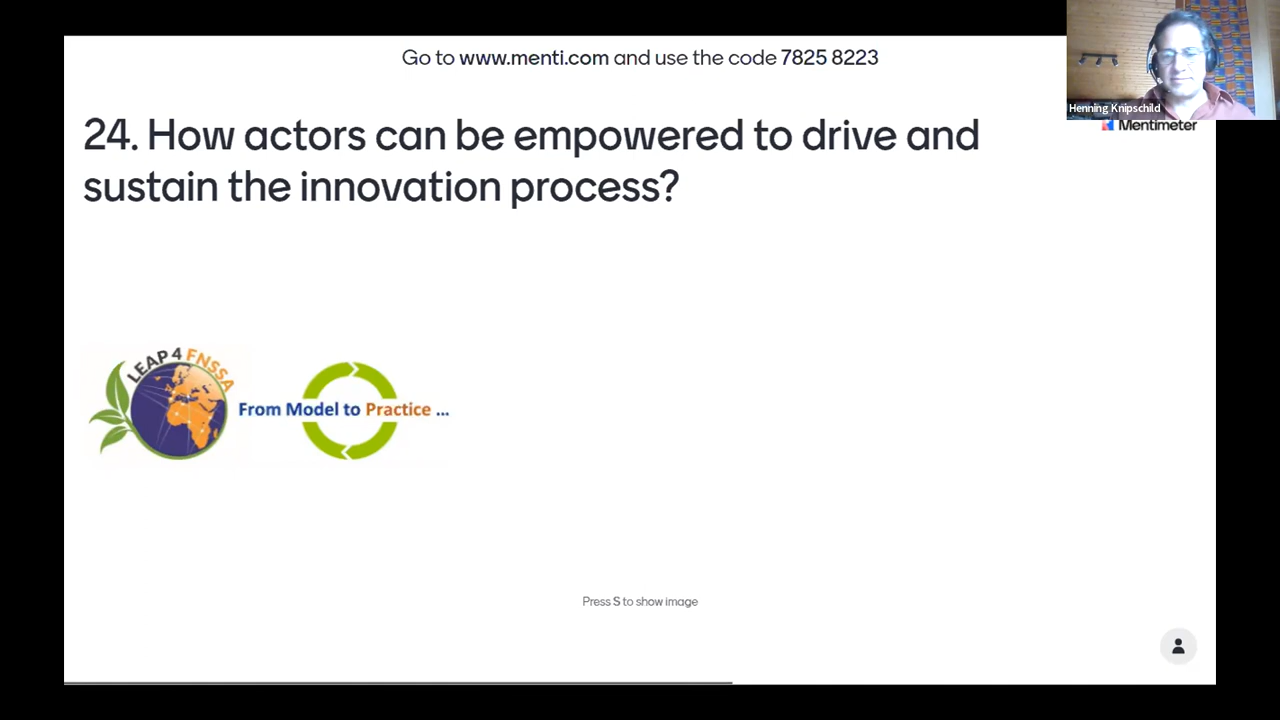 Go to www.menti.com and use the code 7825 8223
Henning Knipschild
Mentimeter
24. How actors can be empowered to drive and
sustain the innovation process?
LEAP4FNSSA
From Model to Practice ...
Press S to show image